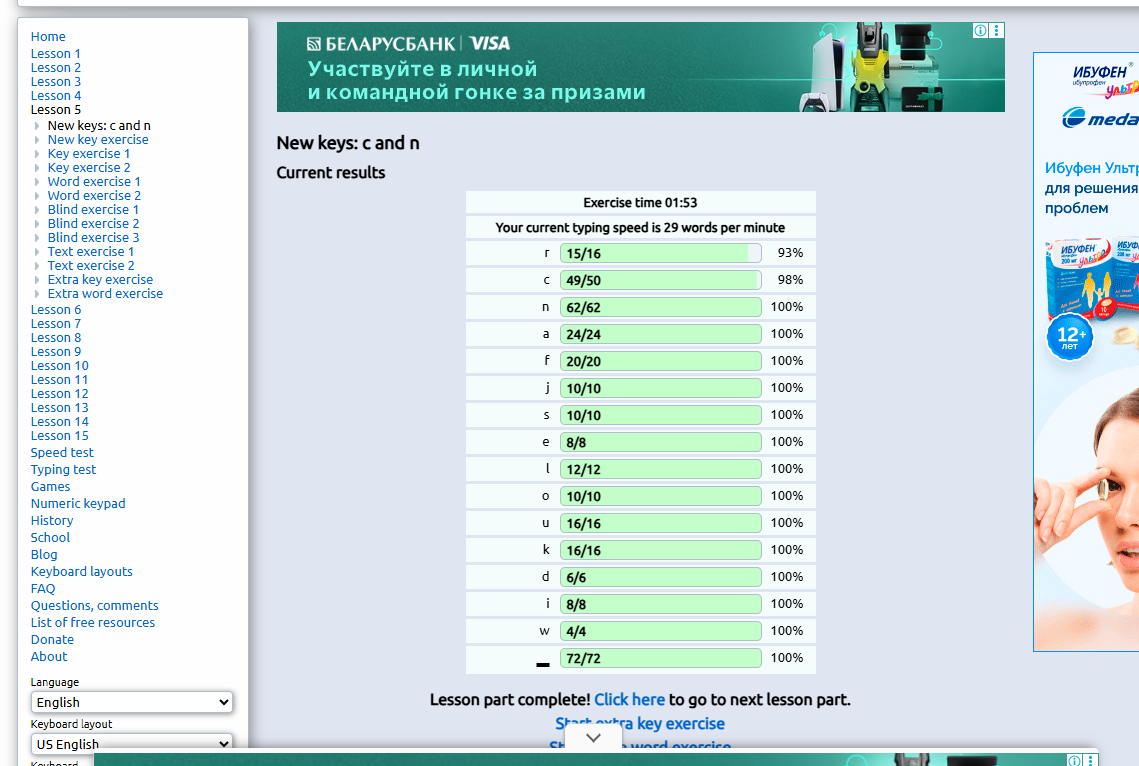 Home
Lesson 1
Lesson 2
Lesson 3
Lesson 4
Lesson 5
New keys: c and n
New key exercise
Key exercise 1
Key exercise 2
Word exercise 1
Word exercise 2
Blind exercise 1
Blind exercise 2
Blind exercise 3
Text exercise 1
Text exercise 2
Extra key exercise
Extra word exercise
Lesson 6
Lesson 7
Lesson 8
Lesson 9
Lesson 10
Lesson 11
Lesson 12
Lesson 13
Lesson 14
Lesson 15
Speed test
Typing test
Games
Numeric keypad
History
School
Blog
Keyboard layouts
FAQ
Questions, comments
List of free resources
Donate
About
Language
English
Keyboard layout
US English
Keyboard
БЕЛАРУСБАНК | VISA
Участвуйте в личной
и командной гонке за призами
New keys: c and n
Current results
Exercise time 01:53
Your current typing speed is 29 words per minute
r 15/16 93%
c 49/50 98%
n 62/62 100%
a 24/24 100%
f 20/20 100%
j 10/10 100%
s 10/10 100%
e 8/8 100%
l 12/12 100%
o 10/10 100%
u 16/16 100%
k 16/16 100%
d 6/6 100%
i 8/8 100%
w 4/4 100%
_ 72/72 100%
Lesson part complete! Click here to go to next lesson part.
Start extra key exercise
ИБУФЕН®
ибупрофен
УЛЬТРА
meda
Ибуфен Ультр
для решения
проблем
ИБУФЕН
200 мг
12+
лет